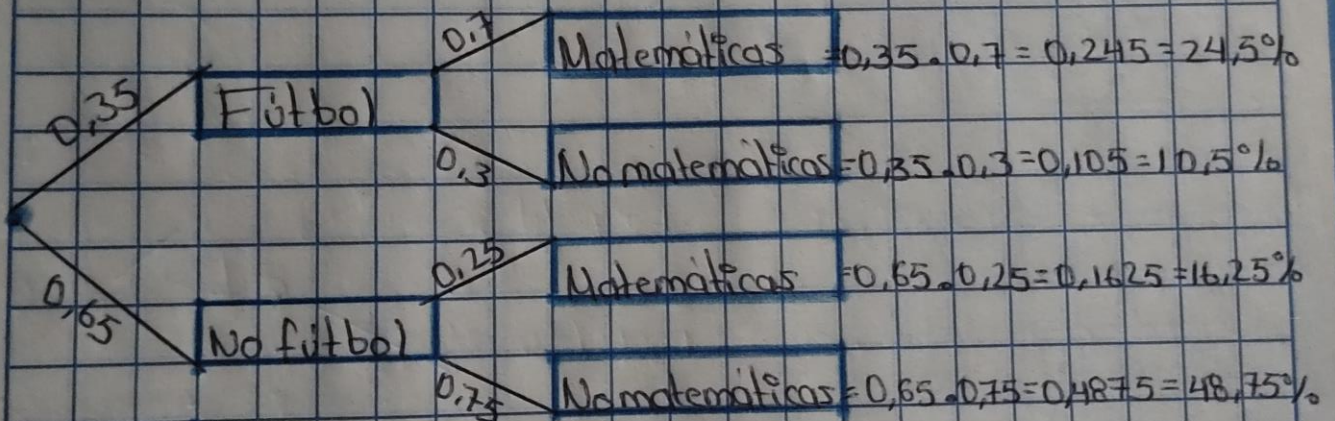 0,7
Matemáticas =0,35.0,7=0,245=24,5%
0,35
Fútbol
0,3
No matemáticas=0,35.0,3=0,105=10,5%
0,25
Matemáticas =0,65.0,25=0,1625=16,25%
0,65
No fútbol
0,75
No matemáticas=0,65.0,75=0,4875=48,75%